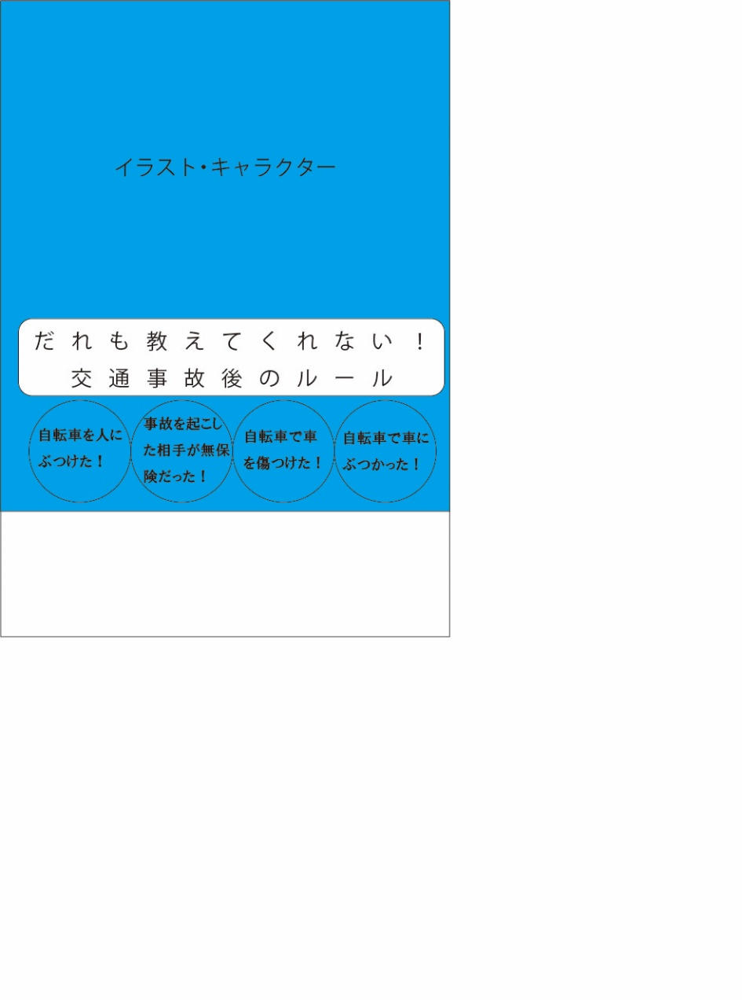 イラスト・キャラクター
だれも教えてくれない！
交通事故後のルール
自転車を人に
ぶつけた！
事故を起こし
た相手が無保
険だった！
自転車で車
を傷つけた！
自転車で車に
ぶつかった！